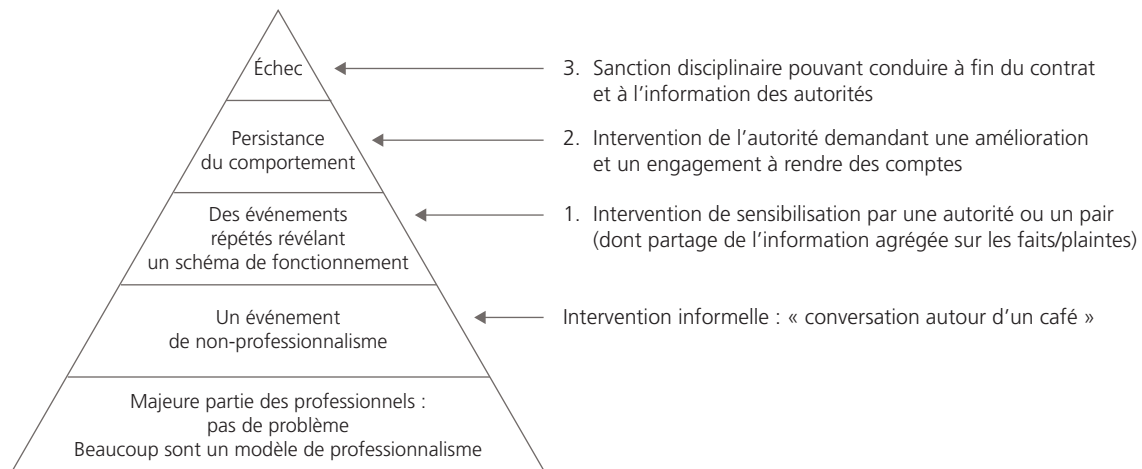 Échec
3. Sanction disciplinaire pouvant conduire à fin du contrat
et à l’information des autorités
Persistance
du comportement
2. Intervention de l’autorité demandant une amélioration
et un engagement à rendre des comptes
Des événements
répétés révélant
un schéma de fonctionnement
1. Intervention de sensibilisation par une autorité ou un pair
(dont partage de l’information agrégée sur les faits/plaintes)
Un événement
de non-professionnalisme
Intervention informelle : « conversation autour d’un café »
Majeure partie des professionnels :
pas de problème
Beaucoup sont un modèle de professionnalisme